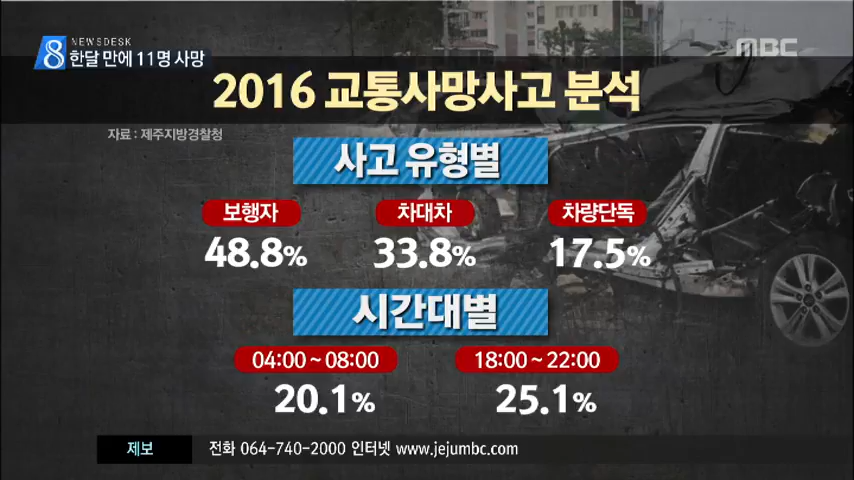 NEWSDESK
8 한달 만에 11명 사망
MBC
2016 교통사망사고 분석
자료 : 제주지방경찰청
사고 유형별
보행자 차대차 차량단독
48.8% 33.8% 17.5%
시간대별
04:00 ~ 08:00 18:00 ~ 22:00
20.1% 25.1%
제보 전화 064-740-2000 인터넷 www.jejumbc.com